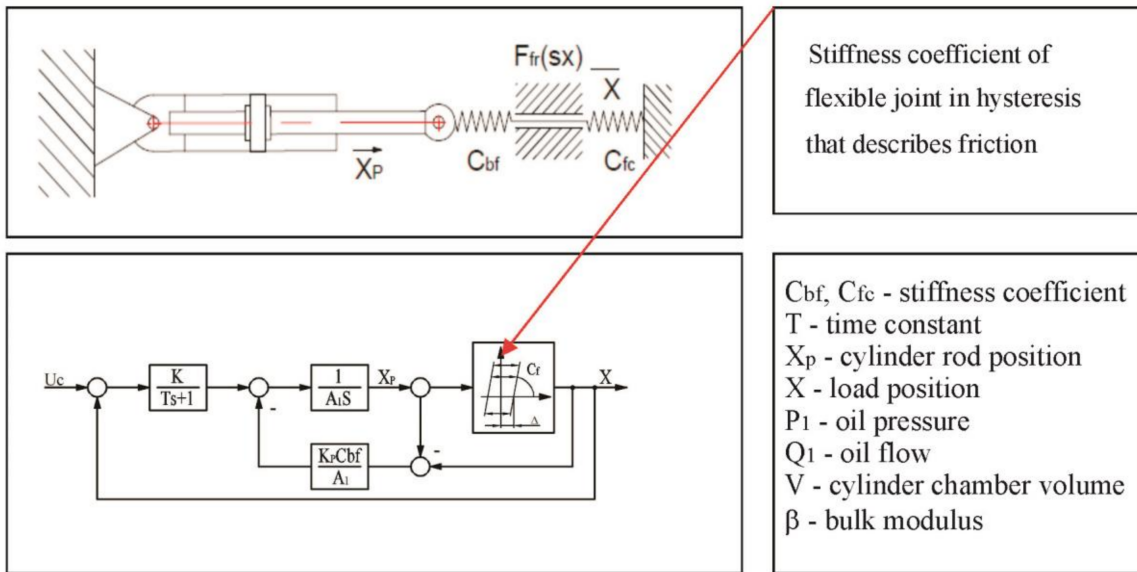 Ffr(sx)
X
XP
Cbf
Cfc
Stiffness coefficient of
flexible joint in hysteresis
that describes friction
Uc
K
Ts+1
-
1
A1S
XP
Cf
Δ
X
-
KPCbf
A1
Cbf, Cfc - stiffness coefficient
T - time constant
Xp - cylinder rod position
X - load position
P1 - oil pressure
Q1 - oil flow
V - cylinder chamber volume
β - bulk modulus